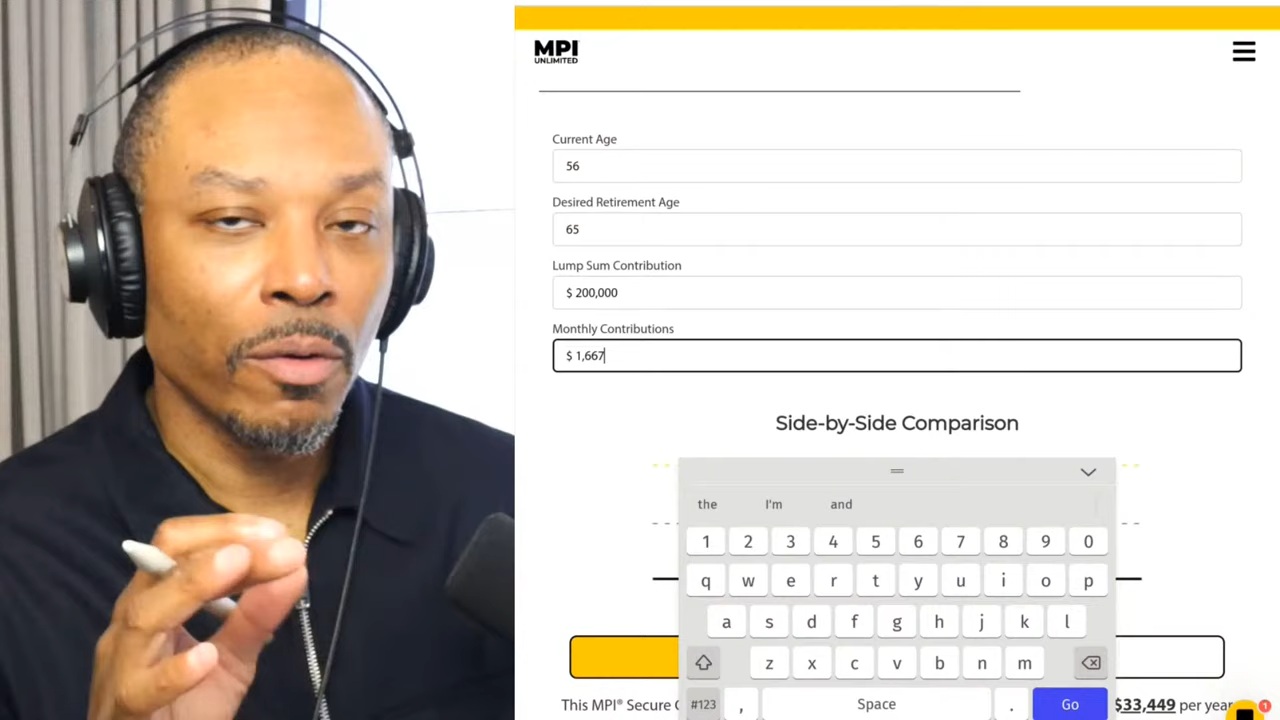 MPI
UNLIMITED
Current Age
56
Desired Retirement Age
65
Lump Sum Contribution
$ 200,000
Monthly Contributions
$ 1,667
Side-by-Side Comparison
the I'm and
1 2 3 4 5 6 7 8 9 0
q w e r t y u i o p
a s d f g h j k l
z x c v b n m
#123 , Space . Go
This MPI® Secure $33,449 per year
1